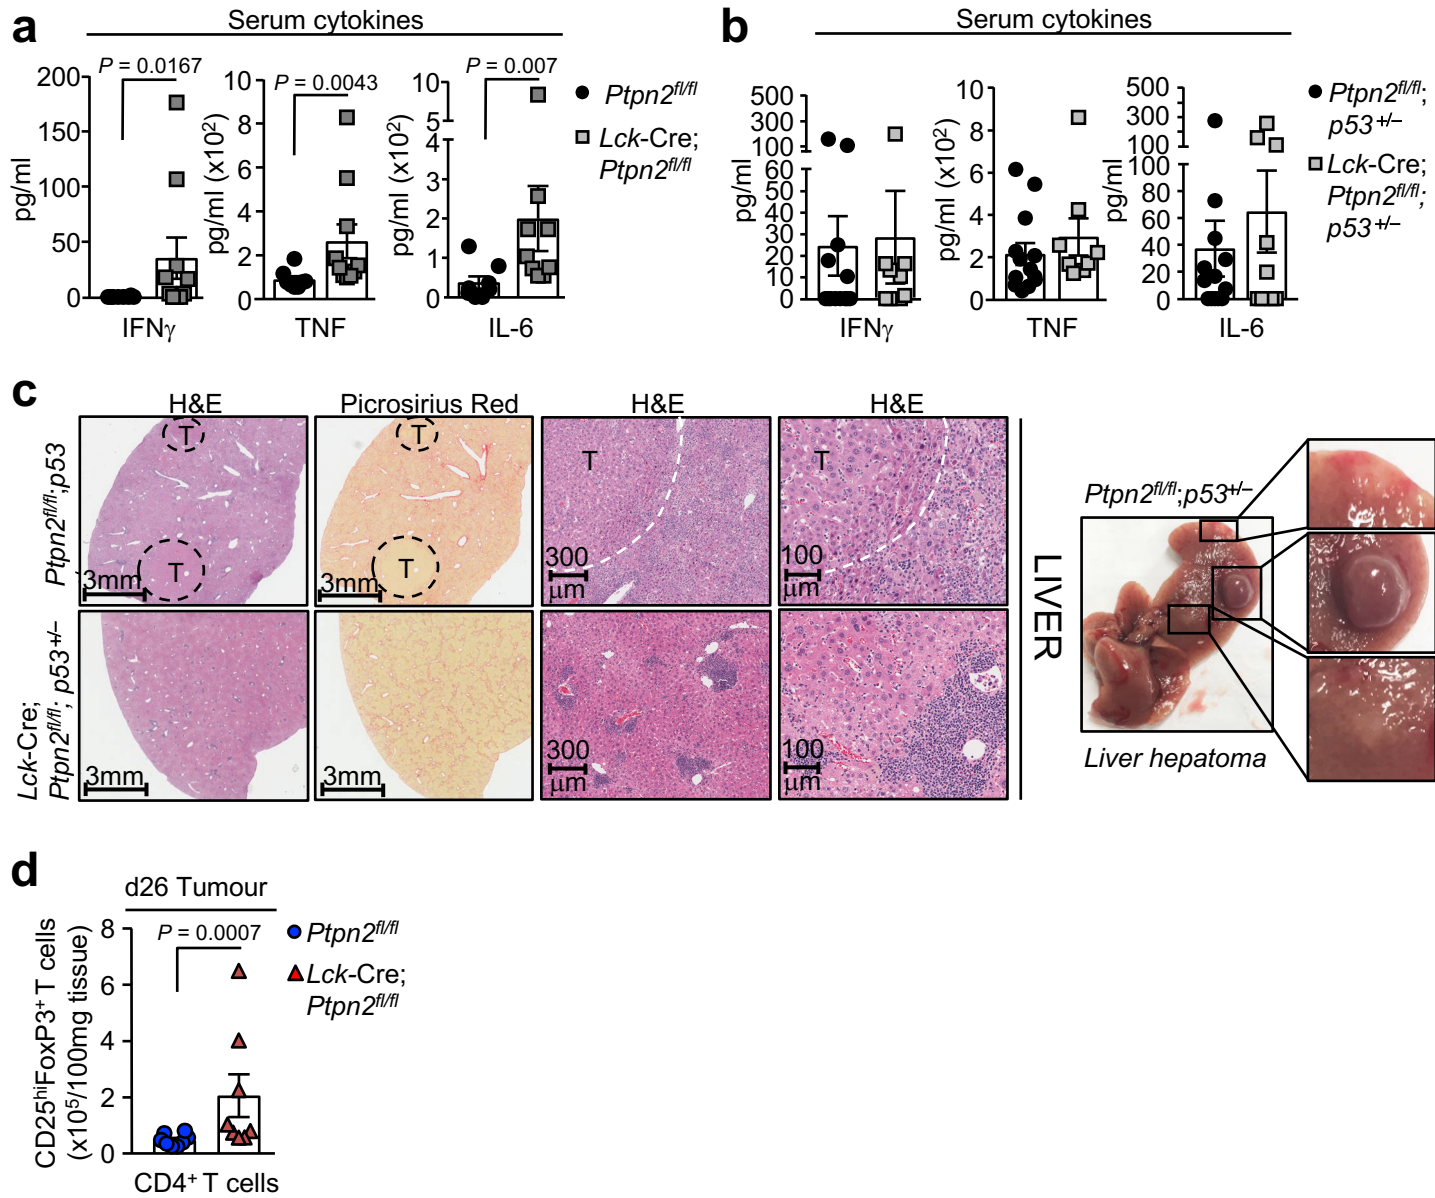 a
Serum cytokines
P = 0.0167
P = 0.0043
P = 0.007
200
150
100
50
0
pg/ml
IFNγ
10
8
6
4
2
0
pg/ml (x10²)
TNF
10
5
4
3
2
1
0
pg/ml (x10²)
IL-6
Ptpn2fl/fl
Lck-Cre;
Ptpn2fl/fl
b
Serum cytokines
500
300
100
60
50
40
30
20
10
0
pg/ml
IFNγ
10
8
6
4
2
0
pg/ml (x10²)
TNF
500
300
100
100
80
60
40
20
0
pg/ml
IL-6
Ptpn2fl/fl;
p53+/–
Lck-Cre;
Ptpn2fl/fl;
p53+/–
c
H&E
Picrosirius Red
H&E
H&E
Ptpn2fl/fl;p53
T
T
3mm
T
T
3mm
T
300
μm
T
100
μm
Lck-Cre;
Ptpn2fl/fl; p53+/–
3mm
3mm
300
μm
100
μm
LIVER
Ptpn2fl/fl;p53+/–
Liver hepatoma
d
d26 Tumour
P = 0.0007
8
6
4
2
0
CD25hiFoxP3+ T cells
(x10⁵/100mg tissue)
CD4+ T cells
Ptpn2fl/fl
Lck-Cre;
Ptpn2fl/fl